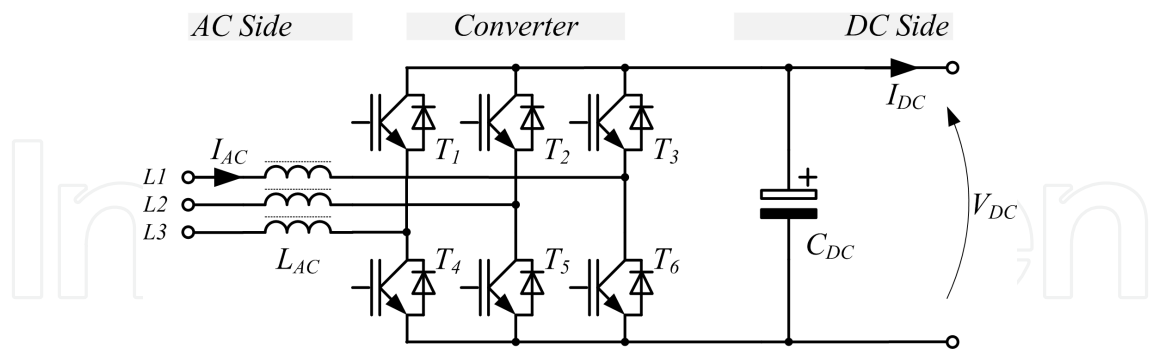 AC Side
Converter
DC Side
I_DC
T_1
T_2
T_3
I_AC
L1
L2
L3
L_AC
+
C_DC
V_DC
T_4
T_5
T_6